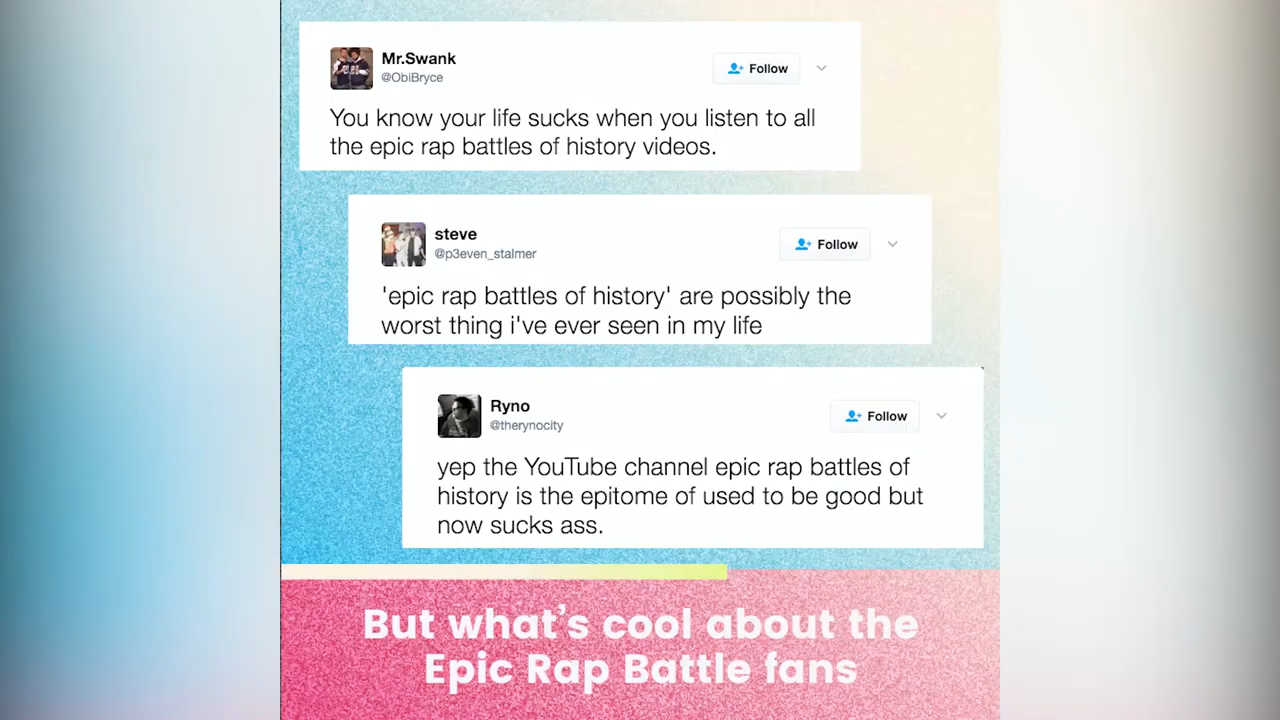 Mr.Swank
@ObiBryce
Follow
You know your life sucks when you listen to all
the epic rap battles of history videos.
steve
@p3even_stalmer
Follow
'epic rap battles of history' are possibly the
worst thing i've ever seen in my life
Ryno
@therynocity
Follow
yep the YouTube channel epic rap battles of
history is the epitome of used to be good but
now sucks ass.
But what's cool about the
Epic Rap Battle fans